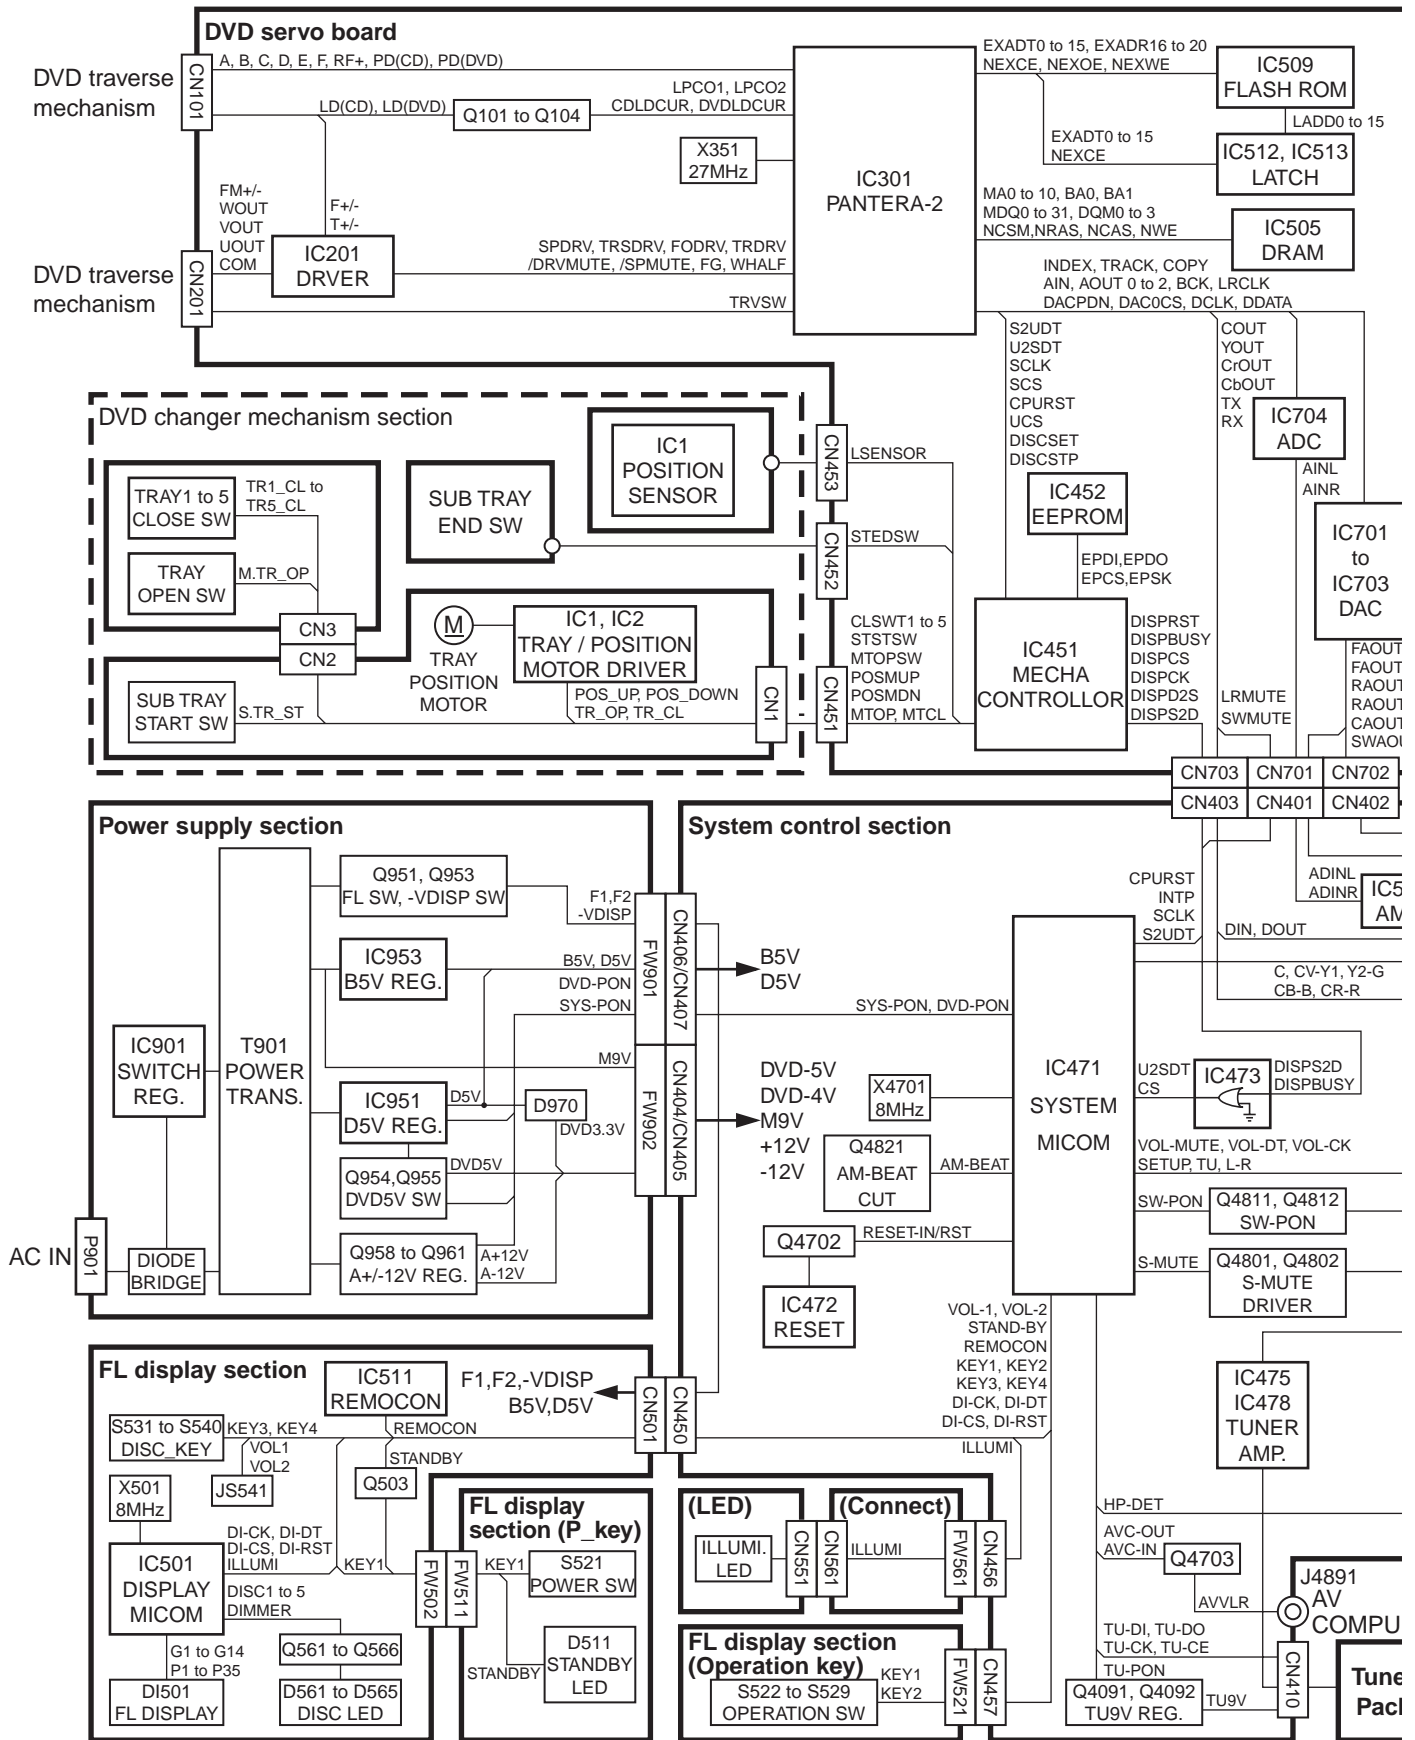 DVD servo board
DVD traverse
mechanism
CN101
A, B, C, D, E, F, RF+, PD(CD), PD(DVD)
LD(CD), LD(DVD)
Q101 to Q104
LPCO1, LPCO2
CDLDCUR, DVDLDCUR
X351
27MHz
IC301
PANTERA-2
EXADT0 to 15, EXADR16 to 20
NEXCE, NEXOE, NEXWE
IC509
FLASH ROM
LADD0 to 15
EXADT0 to 15
NEXCE
IC512, IC513
LATCH
MA0 to 10, BA0, BA1
MDQ0 to 31, DQM0 to 3
NCSM,NRAS, NCAS, NWE
IC505
DRAM
FM+/-
WOUT
VOUT
UOUT
COM
F+/-
T+/-
DVD traverse
mechanism
CN201
IC201
DRVER
SPDRV, TRSDRV, FODRV, TRDRV
/DRVMUTE, /SPMUTE, FG, WHALF
TRVSW
INDEX, TRACK, COPY
AIN, AOUT 0 to 2, BCK, LRCLK
DACPDN, DAC0CS, DCLK, DDATA
S2UDT
U2SDT
SCLK
SCS
CPURST
UCS
DISCSET
DISCSTP
COUT
YOUT
CrOUT
CbOUT
TX
RX
IC704
ADC
AINL
AINR
IC701
to
IC703
DAC
IC452
EEPROM
EPDI,EPDO
EPCS,EPSK
DVD changer mechanism section
TRAY1 to 5
CLOSE SW
TR1_CL to
TR5_CL
TRAY
OPEN SW
M.TR_OP
CN3
CN2
SUB TRAY
END SW
IC1
POSITION
SENSOR
CN453
LSENSOR
CN452
STEDSW
M
TRAY
POSITION
MOTOR
IC1, IC2
TRAY / POSITION
MOTOR DRIVER
POS_UP, POS_DOWN
TR_OP, TR_CL
SUB TRAY
START SW
S.TR_ST
CN1
CN451
CLSWT1 to 5
STSTSW
MTOPSW
POSMUP
POSMDN
MTOP, MTCL
IC451
MECHA
CONTROLLOR
DISPRST
DISPBUSY
DISPCS
DISPCK
DISPD2S
DISPS2D
LRMUTE
SWMUTE
FAOUT
FAOUT
RAOUT
RAOUT
CAOUT
SWAOU
CN703
CN701
CN702
CN403
CN401
CN402
Power supply section
Q951, Q953
FL SW, -VDISP SW
F1,F2
-VDISP
IC953
B5V REG.
B5V, D5V
DVD-PON
SYS-PON
FW901
CN406/CN407
B5V
D5V
IC901
SWITCH
REG.
T901
POWER
TRANS.
M9V
IC951
D5V REG.
D5V
D970
DVD3.3V
Q954,Q955
DVD5V SW
DVD5V
FW902
CN404/CN405
DVD-5V
DVD-4V
M9V
+12V
-12V
AC IN
P901
DIODE
BRIDGE
Q958 to Q961
A+/-12V REG.
A+12V
A-12V
System control section
CPURST
INTP
SCLK
S2UDT
ADINL
ADINR
IC5
AM
DIN, DOUT
C, CV-Y1, Y2-G
CB-B, CR-R
SYS-PON, DVD-PON
IC471
SYSTEM
MICOM
X4701
8MHz
U2SDT
CS
IC473
DISPS2D
DISPBUSY
Q4821
AM-BEAT
CUT
AM-BEAT
VOL-MUTE, VOL-DT, VOL-CK
SETUP, TU, L-R
SW-PON
Q4811, Q4812
SW-PON
Q4702
RESET-IN/RST
S-MUTE
Q4801, Q4802
S-MUTE
DRIVER
IC472
RESET
VOL-1, VOL-2
STAND-BY
REMOCON
KEY1, KEY2
KEY3, KEY4
DI-CK, DI-DT
DI-CS, DI-RST
ILLUMI
IC475
IC478
TUNER
AMP.
FL display section
IC511
REMOCON
F1,F2,-VDISP
B5V,D5V
CN501
CN450
S531 to S540
DISC_KEY
KEY3, KEY4
VOL1
VOL2
REMOCON
STANDBY
X501
8MHz
JS541
Q503
DI-CK, DI-DT
DI-CS, DI-RST
ILLUMI
KEY1
IC501
DISPLAY
MICOM
DISC1 to 5
DIMMER
G1 to G14
P1 to P35
Q561 to Q566
DI501
FL DISPLAY
D561 to D565
DISC LED
FW502
FW511
FL display
section (P_key)
KEY1
S521
POWER SW
D511
STANDBY
LED
STANDBY
(LED)
ILLUMI.
LED
CN551
CN561
(Connect)
ILLUMI
FW561
CN456
FL display section
(Operation key)
S522 to S529
OPERATION SW
KEY1
KEY2
FW521
CN457
HP-DET
AVC-OUT
AVC-IN
Q4703
AVVLR
J4891
AV
COMPU
TU-DI, TU-DO
TU-CK, TU-CE
TU-PON
Q4091, Q4092
TU9V REG.
TU9V
CN410
Tune
Pack